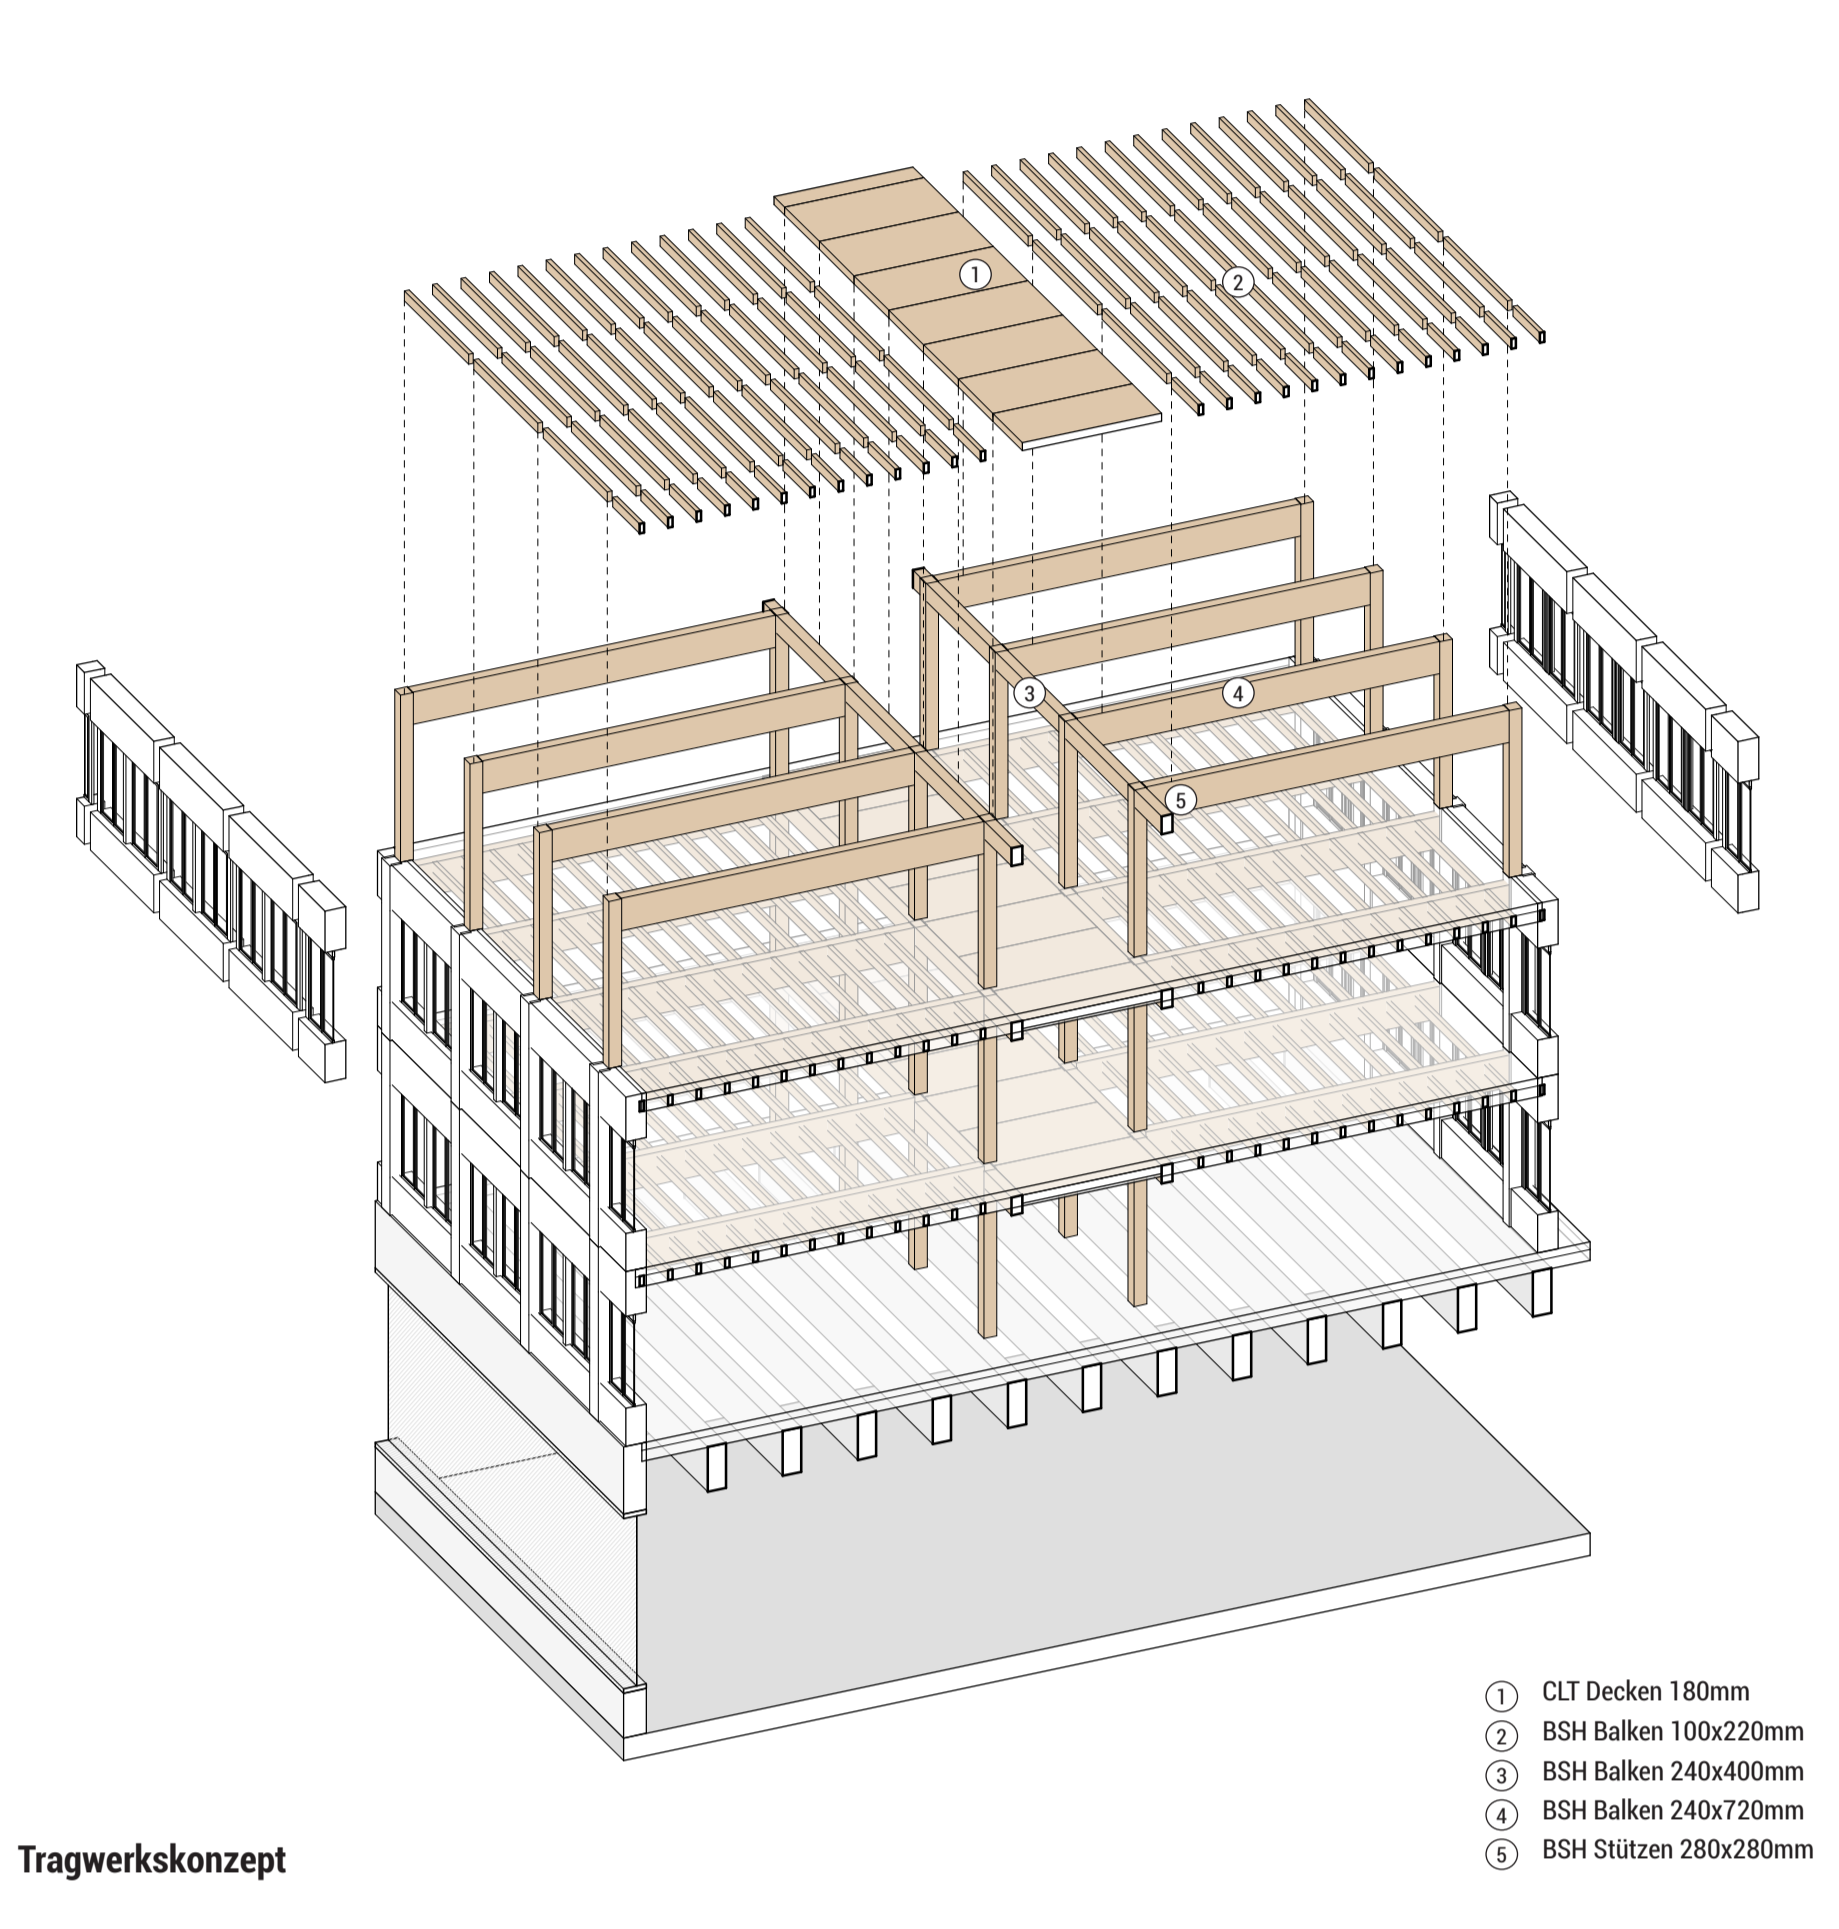 1
2
3
4
5
1 CLT Decken 180mm
2 BSH Balken 100x220mm
3 BSH Balken 240x400mm
4 BSH Balken 240x720mm
5 BSH Stützen 280x280mm
Tragwerkskonzept